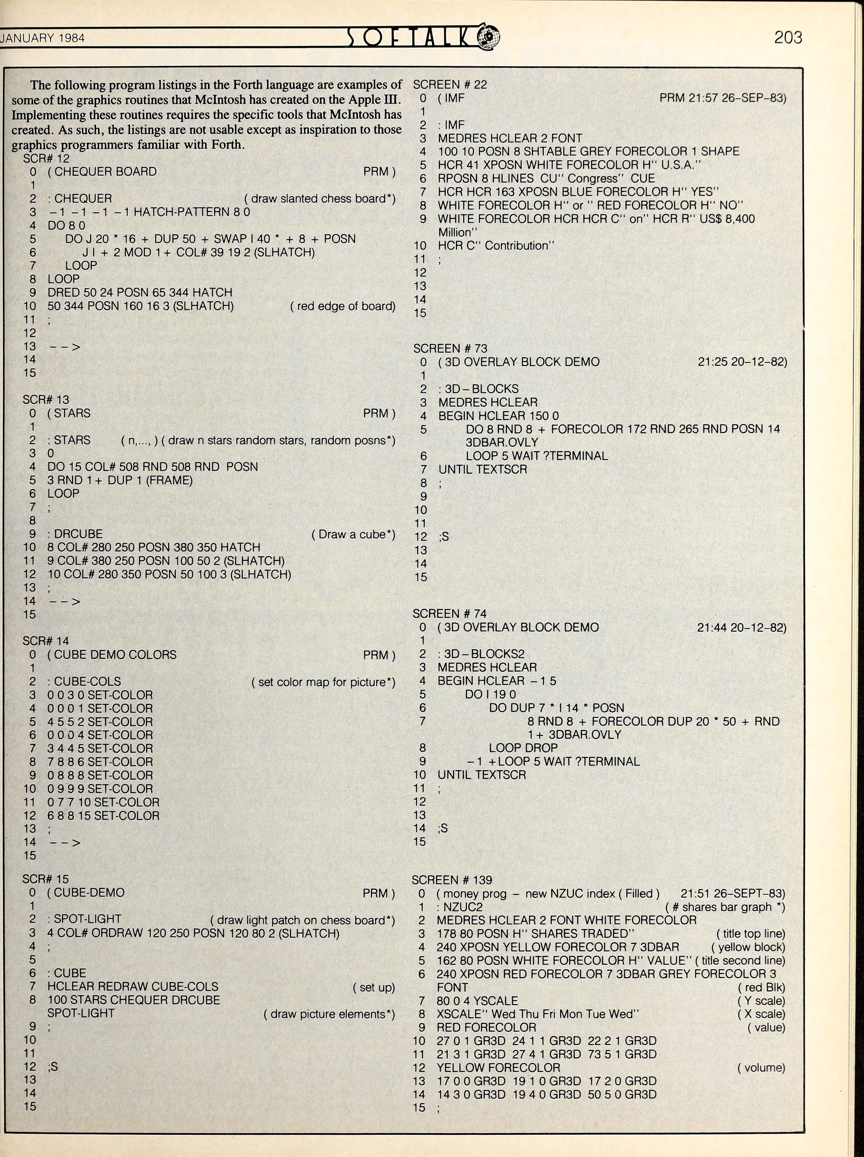 JANUARY 1984
SOFTALK
203
The following program listings in the Forth language are examples of
some of the graphics routines that McIntosh has created on the Apple III.
Implementing these routines requires the specific tools that McIntosh has
created. As such, the listings are not usable except as inspiration to those
graphics programmers familiar with Forth.
SCR# 12
0 ( CHEQUER BOARD PRM )
1
2 : CHEQUER ( draw slanted chess board*)
3 -1 -1 -1 -1 HATCH-PATTERN 8 0
4 DO 8 0
5 DO J 20 * 16 + DUP 50 + SWAP I 40 * + 8 + POSN
6 J I + 2 MOD 1 + COL# 39 19 2 (SLHATCH)
7 LOOP
8 LOOP
9 DRED 50 24 POSN 65 344 HATCH
10 50 344 POSN 160 16 3 (SLHATCH) ( red edge of board)
11 ;
12
13 -->
14
15
SCR# 13
0 ( STARS PRM )
1
2 : STARS ( n,..., ) ( draw n stars random stars, random posns*)
3 0
4 DO 15 COL# 508 RND 508 RND POSN
5 3 RND 1+ DUP 1 (FRAME)
6 LOOP
7 ;
8
9 : DRCUBE ( Draw a cube*)
10 8 COL# 280 250 POSN 380 350 HATCH
11 9 COL# 380 250 POSN 100 50 2 (SLHATCH)
12 10 COL# 280 350 POSN 50 100 3 (SLHATCH)
13 ;
14 -->
15
SCR# 14
0 ( CUBE DEMO COLORS PRM )
1
2 : CUBE-COLS ( set color map for picture*)
3 0 0 3 0 SET-COLOR
4 0 0 0 1 SET-COLOR
5 4 5 5 2 SET-COLOR
6 0 0 0 4 SET-COLOR
7 3 4 4 5 SET-COLOR
8 7 8 8 6 SET-COLOR
9 0 8 8 8 SET-COLOR
10 0 9 9 9 SET-COLOR
11 0 7 7 10 SET-COLOR
12 6 8 8 15 SET-COLOR
13 ;
14 -->
15
SCR# 15
0 ( CUBE-DEMO PRM )
1
2 : SPOT-LIGHT ( draw light patch on chess board*)
3 4 COL# ORDRAW 120 250 POSN 120 80 2 (SLHATCH)
4 ;
5
6 : CUBE
7 HCLEAR REDRAW CUBE-COLS ( set up)
8 100 STARS CHEQUER DRCUBE
SPOT-LIGHT ( draw picture elements*)
9 ;
10
11
12 ;S
13
14
15
SCREEN # 22
0 ( IMF PRM 21:57 26-SEP-83)
1
2 : IMF
3 MEDRES HCLEAR 2 FONT
4 100 10 POSN 8 SHTABLE GREY FORECOLOR 1 SHAPE
5 HCR 41 XPOSN WHITE FORECOLOR H" U.S.A."
6 RPOSN 8 HLINES CU" Congress" CUE
7 HCR HCR 163 XPOSN BLUE FORECOLOR H" YES"
8 WHITE FORECOLOR H" or " RED FORECOLOR H" NO"
9 WHITE FORECOLOR HCR HCR C" on" HCR R" US$ 8,400
Million"
10 HCR C" Contribution"
11 ;
12
13
14
15
SCREEN # 73
0 ( 3D OVERLAY BLOCK DEMO 21:25 20-12-82)
1
2 : 3D-BLOCKS
3 MEDRES HCLEAR
4 BEGIN HCLEAR 150 0
5 DO 8 RND 8 + FORECOLOR 172 RND 265 RND POSN 14
3DBAR.OVLY
6 LOOP 5 WAIT ?TERMINAL
7 UNTIL TEXTSCR
8 ;
9
10
11
12 ;S
13
14
15
SCREEN # 74
0 ( 3D OVERLAY BLOCK DEMO 21:44 20-12-82)
1
2 : 3D-BLOCKS2
3 MEDRES HCLEAR
4 BEGIN HCLEAR -1 5
5 DO I 19 0
6 DO DUP 7 * I 14 * POSN
7 8 RND 8 + FORECOLOR DUP 20 * 50 + RND
1+ 3DBAR.OVLY
8 LOOP DROP
9 -1 +LOOP 5 WAIT ?TERMINAL
10 UNTIL TEXTSCR
11 ;
12
13
14 ;S
15
SCREEN # 139
0 ( money prog - new NZUC index ( Filled ) 21:51 26-SEPT-83)
1 : NZUC2 ( # shares bar graph *)
2 MEDRES HCLEAR 2 FONT WHITE FORECOLOR
3 178 80 POSN H" SHARES TRADED" ( title top line)
4 240 XPOSN YELLOW FORECOLOR 7 3DBAR ( yellow block)
5 162 80 POSN WHITE FORECOLOR H" VALUE" ( title second line)
6 240 XPOSN RED FORECOLOR 7 3DBAR GREY FORECOLOR 3
FONT ( red Blk)
7 80 0 4 YSCALE ( Y scale)
8 XSCALE" Wed Thu Fri Mon Tue Wed" ( X scale)
9 RED FORECOLOR ( value)
10 27 0 1 GR3D 24 1 1 GR3D 22 2 1 GR3D
11 21 3 1 GR3D 27 4 1 GR3D 73 5 1 GR3D
12 YELLOW FORECOLOR ( volume)
13 17 0 0 GR3D 19 1 0 GR3D 17 2 0 GR3D
14 14 3 0 GR3D 19 4 0 GR3D 50 5 0 GR3D
15 ;